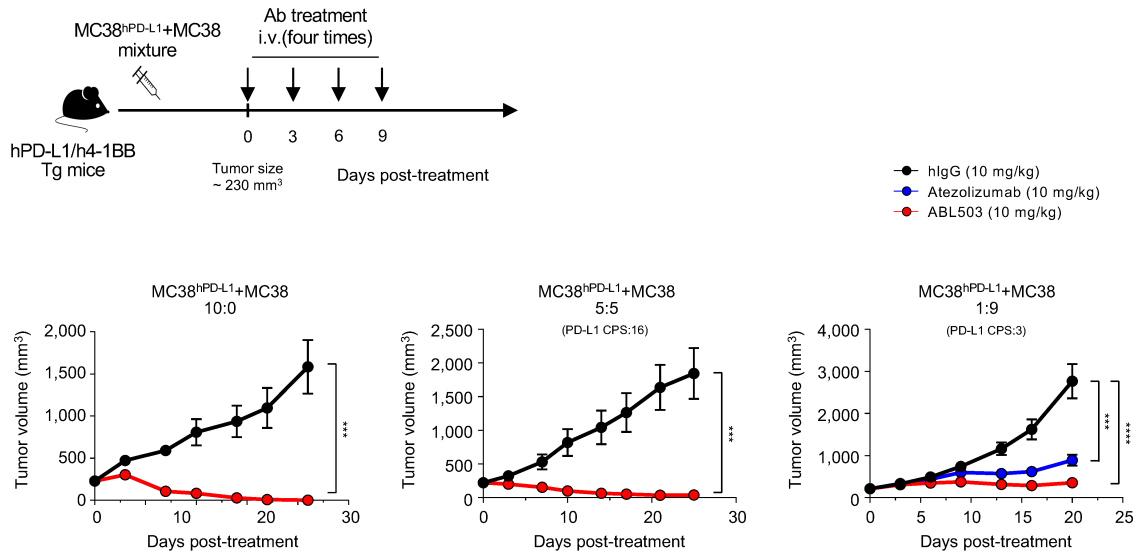 MC38hPD-L1+MC38
mixture
Ab treatment
i.v.(four times)
0
3
6
9
hPD-L1/h4-1BB
Tg mice
Tumor size
~ 230 mm3
Days post-treatment
hIgG (10 mg/kg)
Atezolizumab (10 mg/kg)
ABL503 (10 mg/kg)
MC38hPD-L1+MC38
10:0
Tumor volume (mm3)
2,000
1,500
1,000
500
0
0
10
20
30
***
Days post-treatment
MC38hPD-L1+MC38
5:5
(PD-L1 CPS:16)
Tumor volume (mm3)
2,500
2,000
1,500
1,000
500
0
0
10
20
30
***
Days post-treatment
MC38hPD-L1+MC38
1:9
(PD-L1 CPS:3)
Tumor volume (mm3)
4,000
3,000
2,000
1,000
0
0
5
10
15
20
25
***
****
Days post-treatment